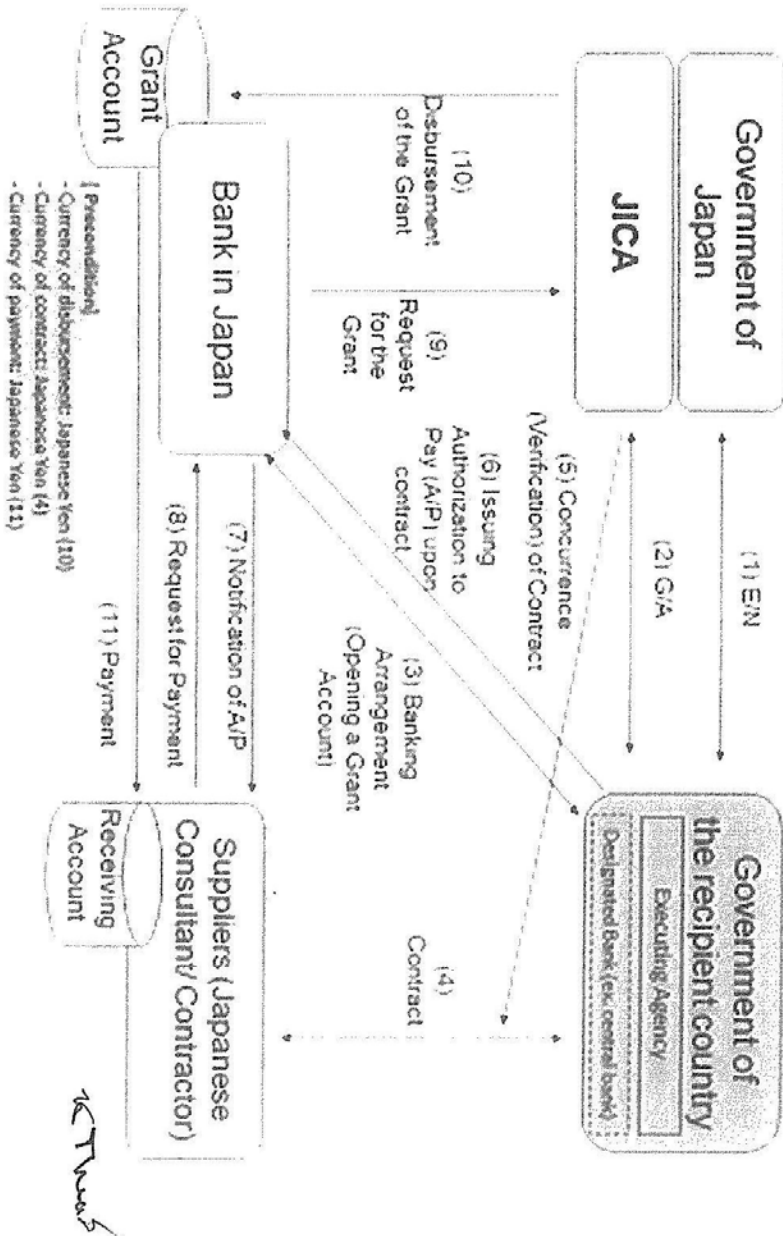 Government of
Japan
JICA
(1) E/N
(2) G/A
Government of
the recipient country
Executing Agency
Designated Bank (ex. central bank)
(10)
Disbursement
of the Grant
(9)
Request
for the
Grant
(5) Concurrence
(Verification) of Contract
(6) Issuing
Authorization to
Pay (A/P) upon
contract
(3) Banking
Arrangement
(Opening a Grant
Account)
(4)
Contract
Bank in Japan
Grant
Account
(7) Notification of A/P
(8) Request for Payment
(11) Payment
Suppliers (Japanese
Consultant/ Contractor)
Receiving
Account
[ Precondition]
- Currency of disbursement: Japanese Yen (10)
- Currency of contract: Japanese Yen (4)
- Currency of payment: Japanese Yen (11)